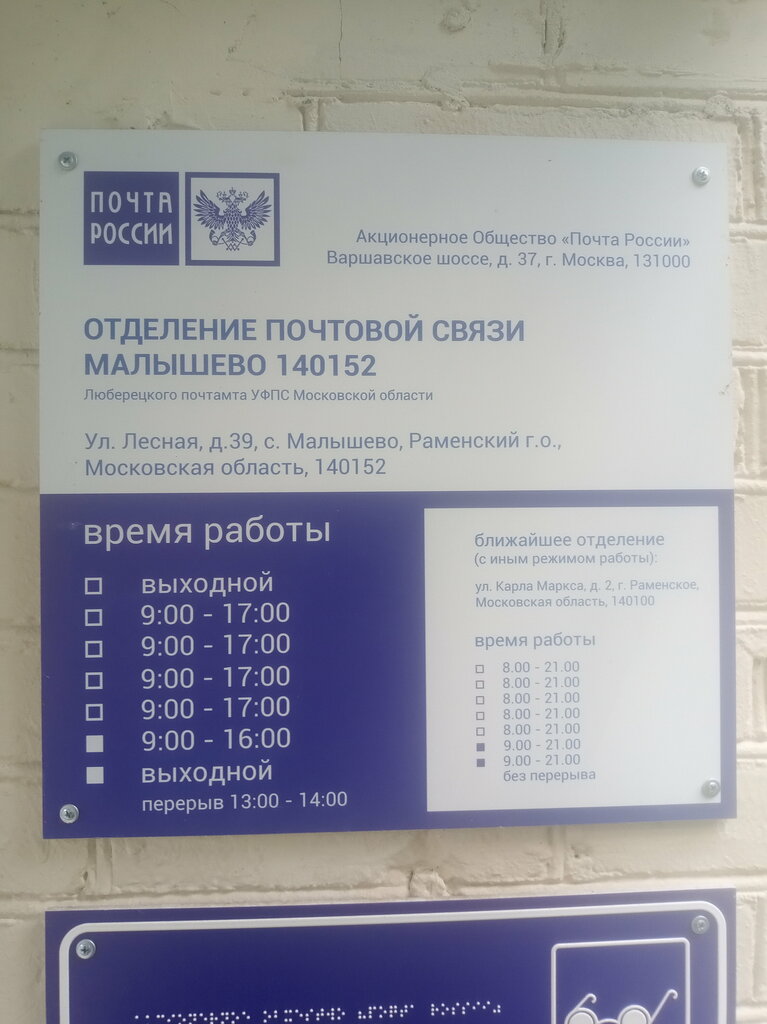 ПОЧТА
РОССИИ
Акционерное Общество «Почта России»
Варшавское шоссе, д. 37, г. Москва, 131000
ОТДЕЛЕНИЕ ПОЧТОВОЙ СВЯЗИ
МАЛЫШЕВО 140152
Люберецкого почтамта УФПС Московской области
Ул. Лесная, д.39, с. Малышево, Раменский г.о.,
Московская область, 140152
время работы
выходной
9:00 - 17:00
9:00 - 17:00
9:00 - 17:00
9:00 - 17:00
9:00 - 16:00
выходной
перерыв 13:00 - 14:00
ближайшее отделение
(с иным режимом работы):
ул. Карла Маркса, д. 2, г. Раменское,
Московская область, 140100
время работы
8.00 - 21.00
8.00 - 21.00
8.00 - 21.00
8.00 - 21.00
8.00 - 21.00
9.00 - 21.00
9.00 - 21.00
без перерыва